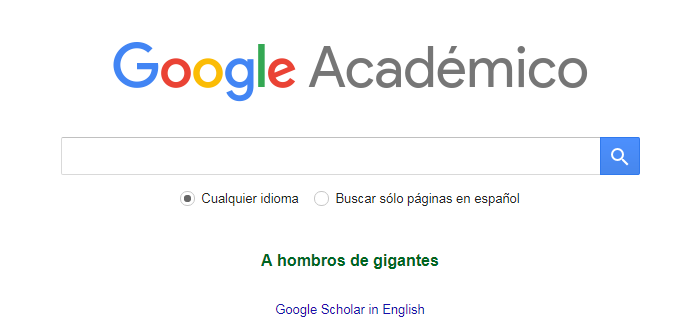 Google Académico
Cualquier idioma Buscar sólo páginas en español
A hombros de gigantes
Google Scholar in English